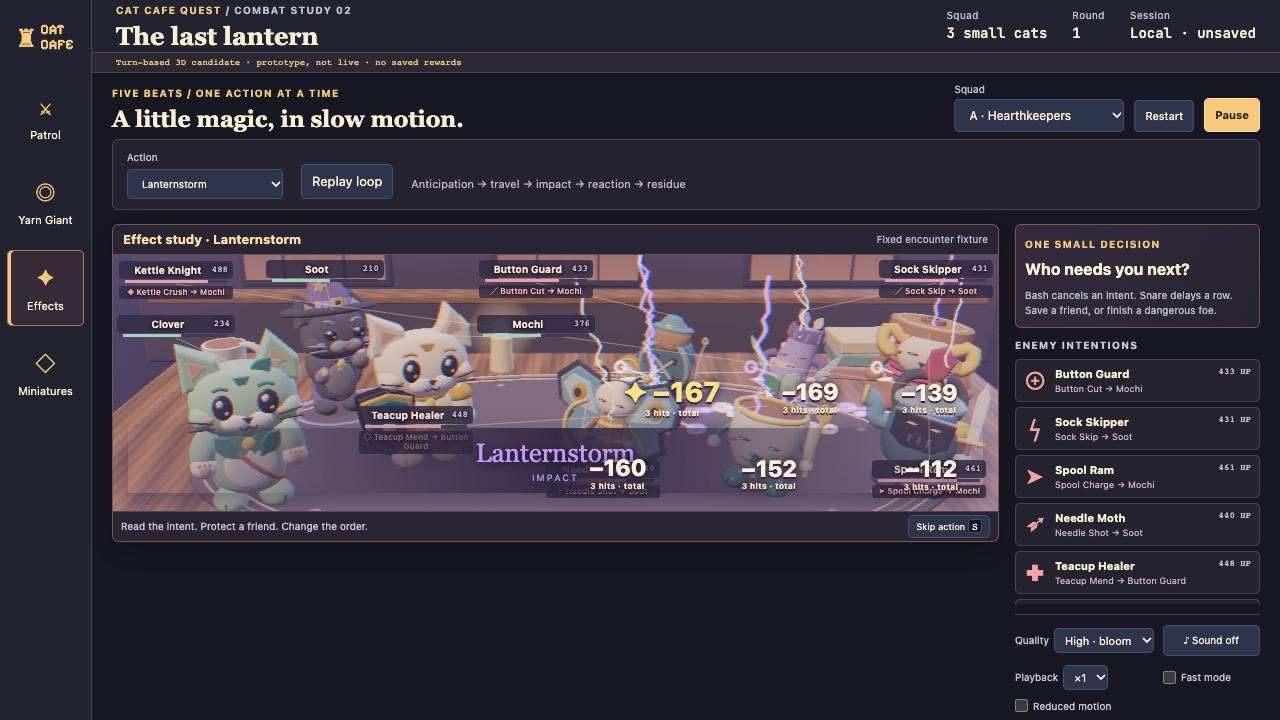 CAT CAFE
CAT CAFE QUEST / COMBAT STUDY 02
The last lantern
Squad
3 small cats
Round
1
Session
Local · unsaved
Turn-based 3D candidate · prototype, not live · no saved rewards
Patrol
Yarn Giant
Effects
Miniatures
FIVE BEATS / ONE ACTION AT A TIME
A little magic, in slow motion.
Squad
A · Hearthkeepers
Restart
Pause
Action
Lanternstorm
Replay loop
Anticipation → travel → impact → reaction → residue
Effect study · Lanternstorm
Fixed encounter fixture
Kettle Knight 488
Kettle Crush → Mochi
Soot 210
Button Guard 433
Button Cut → Mochi
Sock Skipper 431
Sock Skip → Soot
Clover 234
Mochi 376
Teacup Healer 448
Teacup Mend → Button
Guard
✦ −167
3 hits · total
−169
3 hits · total
−139
3 hits · total
Lanternstorm
IMPACT
−160
3 hits · total
−152
3 hits · total
−112
3 hits · total
461
Spool Charge → Mochi
Read the intent. Protect a friend. Change the order.
Skip action S
ONE SMALL DECISION
Who needs you next?
Bash cancels an intent. Snare delays a row.
Save a friend, or finish a dangerous foe.
ENEMY INTENTIONS
Button Guard 433 HP
Button Cut → Mochi
Sock Skipper 431 HP
Sock Skip → Soot
Spool Ram 461 HP
Spool Charge → Mochi
Needle Moth 440 HP
Needle Shot → Soot
Teacup Healer 448 HP
Teacup Mend → Button Guard
Quality
High · bloom
♪ Sound off
Playback
×1
Fast mode
Reduced motion